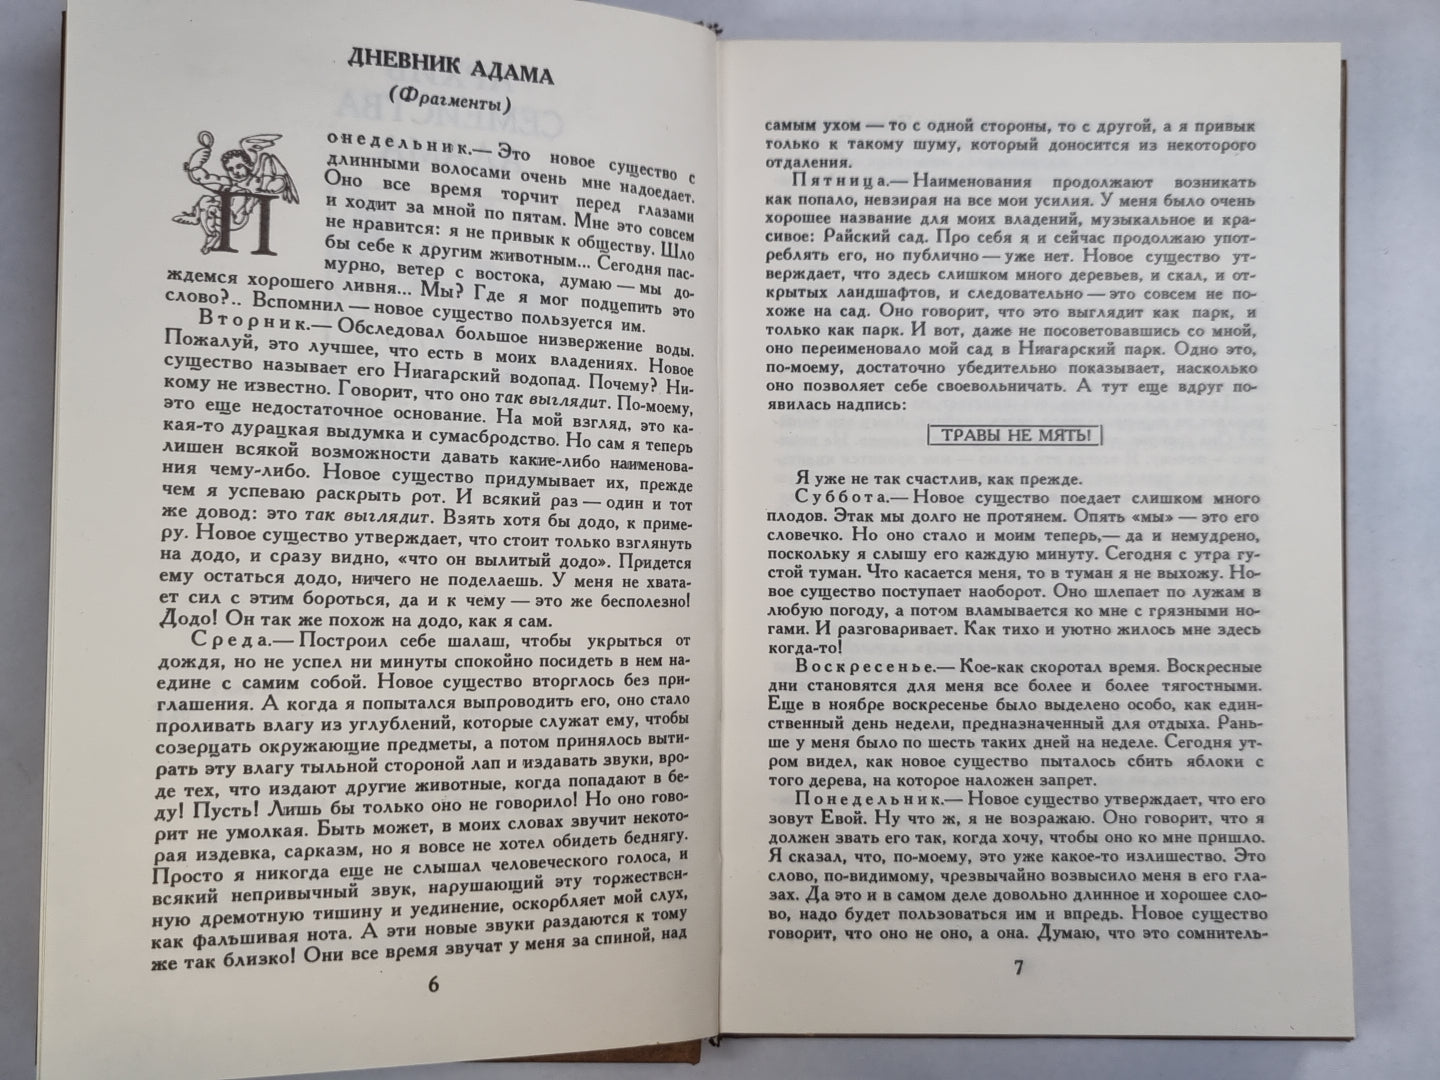 ДНЕВНИК АДАМА
(Фрагменты)
Понедельник.— Это новое существо с
длинными волосами очень мне надоедает.
Оно все время торчит перед глазами
и ходит за мной по пятам. Мне это совсем
не нравится: я не привык к обществу. Шло
бы себе к другим животным... Сегодня пас-
мурно, ветер с востока, думаю — мы до-
ждемся хорошего ливня... Мы? Где я мог подцепить это
слово?.. Вспомнил — новое существо пользуется им.
Вторник.— Обследовал большое низвержение воды.
Пожалуй, это лучшее, что есть в моих владениях. Новое
существо называет его Ниагарский водопад. Почему? Ни-
кому не известно. Говорит, что оно так выглядит. По-моему,
это еще недостаточное основание. На мой взгляд, это ка-
кая-то дурацкая выдумка и сумасбродство. Но сам я теперь
лишен всякой возможности давать какие-либо наименова-
ния чему-либо. Новое существо придумывает их, прежде
чем я успеваю раскрыть рот. И всякий раз — один и тот
же довод: это так выглядит. Взять хотя бы додо, к приме-
ру. Новое существо утверждает, что стоит только взглянуть
на додо, и сразу видно, «что он вылитый додо». Придется
ему остаться додо, ничего не поделаешь. У меня не хвата-
ет сил с этим бороться, да и к чему — это же бесполезно!
Додо! Он так же похож на додо, как я сам.
Среда.— Построил себе шалаш, чтобы укрыться от
дождя, но не успел ни минуты спокойно посидеть в нем на-
едине с самим собой. Новое существо вторглось без при-
глашения. А когда я попытался выпроводить его, оно стало
проливать влагу из углублений, которые служат ему, чтобы
созерцать окружающие предметы, а потом принялось выти-
рать эту влагу тыльной стороной лап и издавать звуки, вро-
де тех, что издают другие животные, когда попадают в бе-
ду! Пусть! Лишь бы только оно не говорило! Но оно гово-
рит не умолкая. Быть может, в моих словах звучит некото-
рая издевка, сарказм, но я вовсе не хотел обидеть беднягу.
Просто я никогда еще не слышал человеческого голоса, и
всякий непривычный звук, нарушающий эту торжествен-
ную дремотную тишину и уединение, оскорбляет мой слух,
как фальшивая нота. А эти новые звуки раздаются к тому
же так близко! Они все время звучат у меня за спиной, над
6
самым ухом — то с одной стороны, то с другой, а я привык
только к такому шуму, который доносится из некоторого
отдаления.
Пятница.— Наименования продолжают возникать
как попало, невзирая на все мои усилия. У меня было очень
хорошее название для моих владений, музыкальное и кра-
сивое: Райский сад. Про себя я и сейчас продолжаю упот-
реблять его, но публично — уже нет. Новое существо ут-
верждает, что здесь слишком много деревьев, и скал, и от-
крытых ландшафтов, и следовательно — это совсем не по-
хоже на сад. Оно говорит, что это выглядит как парк, и
только как парк. И вот, даже не посоветовавшись со мной,
оно переименовало мой сад в Ниагарский парк. Одно это,
по-моему, достаточно убедительно показывает, насколько
оно позволяет себе своевольничать. А тут еще вдруг по-
явилась надпись:
ТРАВЫ НЕ МЯТЬ!
Я уже не так счастлив, как прежде.
Суббота.— Новое существо поедает слишком много
плодов. Этак мы долго не протянем. Опять «мы» — это его
словечко. Но оно стало и моим теперь,— да и немудрено,
поскольку я слышу его каждую минуту. Сегодня с утра гу-
стой туман. Что касается меня, то в туман я не выхожу. Но-
вое существо поступает наоборот. Оно шлепает по лужам в
любую погоду, а потом вламывается ко мне с грязными но-
гами. И разговаривает. Как тихо и уютно жилось мне здесь
когда-то!
Воскресенье.— Кое-как скоротал время. Воскресные
дни становятся для меня все более и более тягостными.
Еще в ноябре воскресенье было выделено особо, как един-
ственный день недели, предназначенный для отдыха. Рань-
ше у меня было по шесть таких дней на неделе. Сегодня ут-
ром видел, как новое существо пыталось сбить яблоки с
того дерева, на которое наложен запрет.
Понедельник.— Новое существо утверждает, что его
зовут Евой. Ну что ж, я не возражаю. Оно говорит, что я
должен звать его так, когда хочу, чтобы оно ко мне пришло.
Я сказал, что, по-моему, это уже какое-то излишество. Это
слово, по-видимому, чрезвычайно возвысило меня в его гла-
зах. Да это и в самом деле довольно длинное и хорошее сло-
во, надо будет пользоваться им и впредь. Новое существо
говорит, что оно не оно, а она. Думаю, что это сомнитель-
7